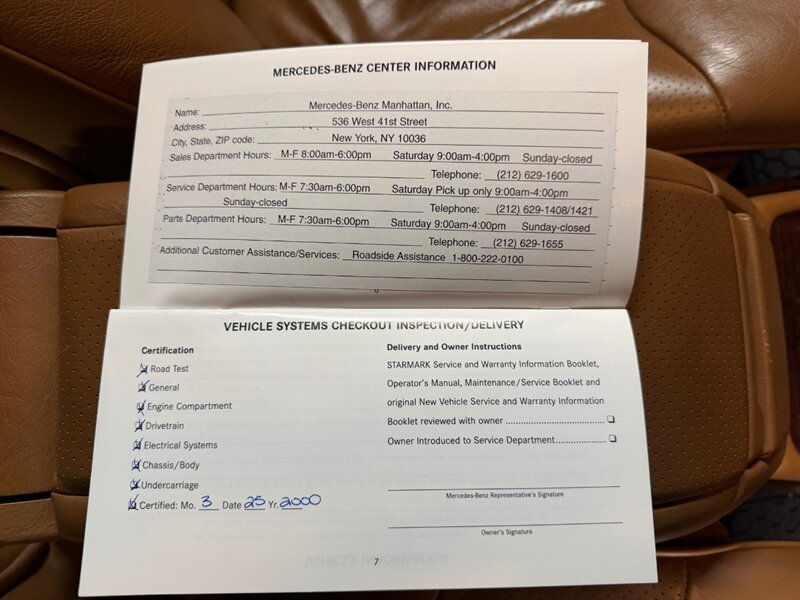 MERCEDES-BENZ CENTER INFORMATION
Name: Mercedes-Benz Manhattan, Inc.
Address: 536 West 41st Street
City, State, ZIP code: New York, NY 10036
Sales Department Hours: M-F 8:00am-6:00pm Saturday 9:00am-4:00pm Sunday-closed
Telephone: (212) 629-1600
Service Department Hours: M-F 7:30am-6:00pm Saturday Pick up only 9:00am-4:00pm
Sunday-closed Telephone: (212) 629-1408/1421
Parts Department Hours: M-F 7:30am-6:00pm Saturday 9:00am-4:00pm Sunday-closed
Telephone: (212) 629-1655
Additional Customer Assistance/Services: Roadside Assistance 1-800-222-0100
VEHICLE SYSTEMS CHECKOUT INSPECTION/DELIVERY
Certification
Road Test
General
Engine Compartment
Drivetrain
Electrical Systems
Chassis/Body
Undercarriage
Certified: Mo. 3 Date 25 Yr. 2000
Delivery and Owner Instructions
STARMARK Service and Warranty Information Booklet,
Operator's Manual, Maintenance/Service Booklet and
original New Vehicle Service and Warranty Information
Booklet reviewed with owner
Owner Introduced to Service Department
Mercedes-Benz Representative's Signature
Owner's Signature
7
VEHICLE INFORMATION